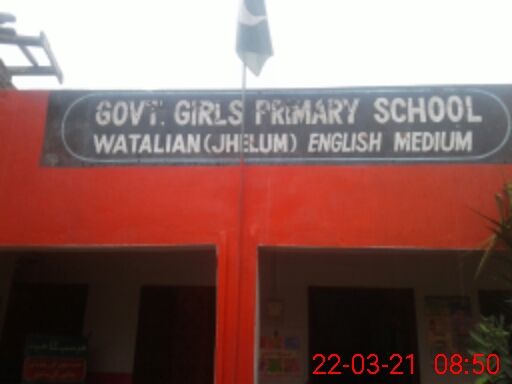 GOVT. GIRLS PRIMARY SCHOOL
WATALIAN (JHELUM) ENGLISH MEDIUM
22-03-21 08:50